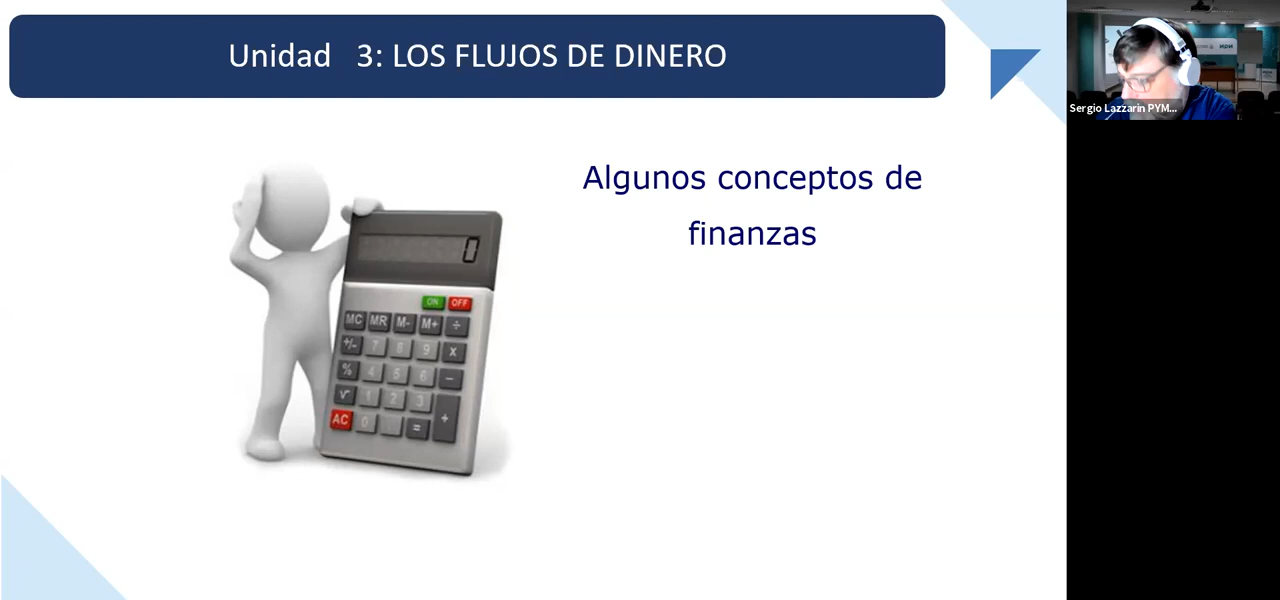 Unidad 3: LOS FLUJOS DE DINERO
Sergio Lazzarin PYM...
Algunos conceptos de
finanzas
0
ON OFF
MC MR M- M+ ÷
+/- 7 8 9 x
% 4 5 6 -
√ 1 2 3 +
AC 0 . =